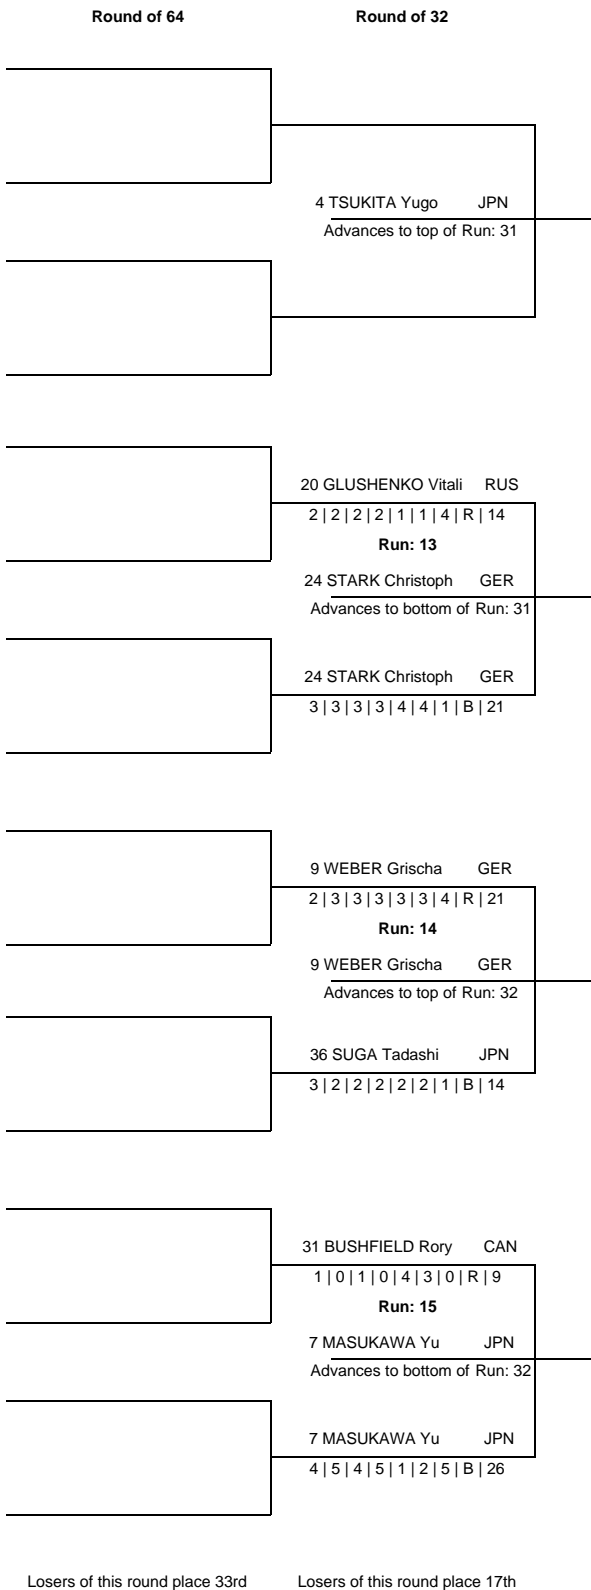 Round of 64 Round of 32
4 TSUKITA Yugo JPN
Advances to top of Run: 31
20 GLUSHENKO Vitali RUS
2 | 2 | 2 | 2 | 1 | 1 | 4 | R | 14
Run: 13
24 STARK Christoph GER
Advances to bottom of Run: 31
24 STARK Christoph GER
3 | 3 | 3 | 3 | 4 | 4 | 1 | B | 21
9 WEBER Grischa GER
2 | 3 | 3 | 3 | 3 | 3 | 4 | R | 21
Run: 14
9 WEBER Grischa GER
Advances to top of Run: 32
36 SUGA Tadashi JPN
3 | 2 | 2 | 2 | 2 | 2 | 1 | B | 14
31 BUSHFIELD Rory CAN
1 | 0 | 1 | 0 | 4 | 3 | 0 | R | 9
Run: 15
7 MASUKAWA Yu JPN
Advances to bottom of Run: 32
7 MASUKAWA Yu JPN
4 | 5 | 4 | 5 | 1 | 2 | 5 | B | 26
Losers of this round place 33rd Losers of this round place 17th